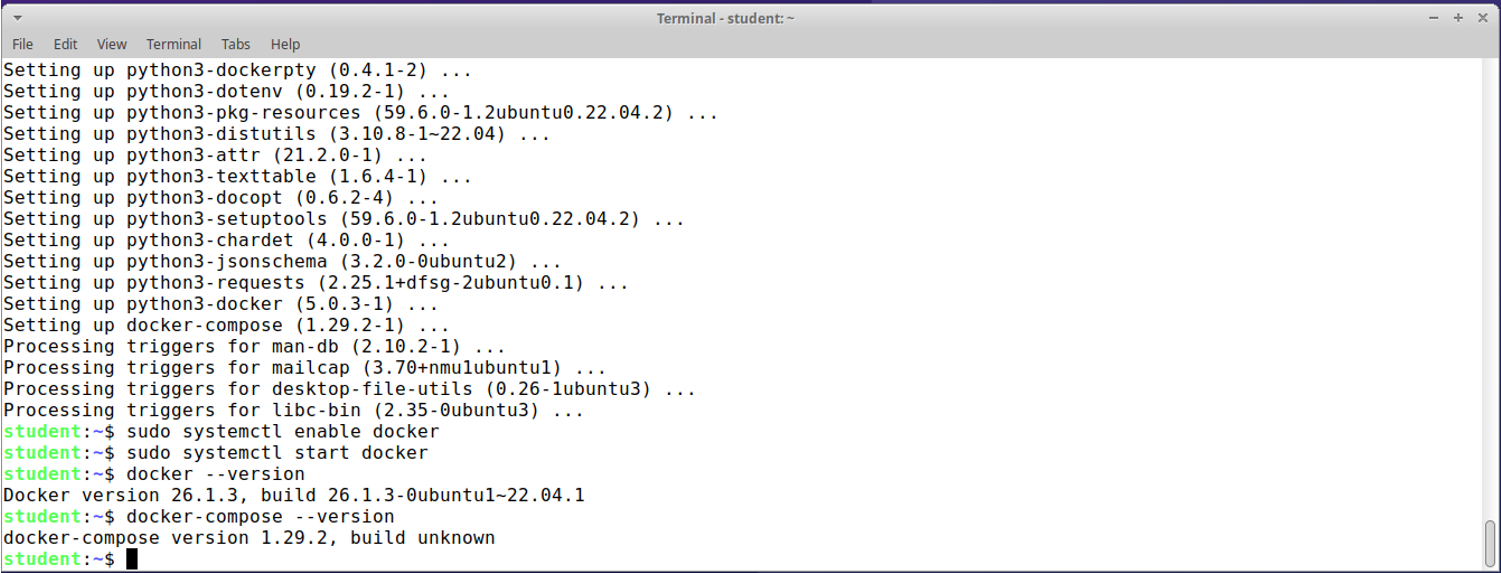 Terminal - student: ~
File Edit View Terminal Tabs Help
Setting up python3-dockerpty (0.4.1-2) ...
Setting up python3-dotenv (0.19.2-1) ...
Setting up python3-pkg-resources (59.6.0-1.2ubuntu0.22.04.2) ...
Setting up python3-distutils (3.10.8-1~22.04) ...
Setting up python3-attr (21.2.0-1) ...
Setting up python3-texttable (1.6.4-1) ...
Setting up python3-docopt (0.6.2-4) ...
Setting up python3-setuptools (59.6.0-1.2ubuntu0.22.04.2) ...
Setting up python3-chardet (4.0.0-1) ...
Setting up python3-jsonschema (3.2.0-0ubuntu2) ...
Setting up python3-requests (2.25.1+dfsg-2ubuntu0.1) ...
Setting up python3-docker (5.0.3-1) ...
Setting up docker-compose (1.29.2-1) ...
Processing triggers for man-db (2.10.2-1) ...
Processing triggers for mailcap (3.70+nmu1ubuntu1) ...
Processing triggers for desktop-file-utils (0.26-1ubuntu3) ...
Processing triggers for libc-bin (2.35-0ubuntu3) ...
student:~$ sudo systemctl enable docker
student:~$ sudo systemctl start docker
student:~$ docker --version
Docker version 26.1.3, build 26.1.3-0ubuntu1~22.04.1
student:~$ docker-compose --version
docker-compose version 1.29.2, build unknown
student:~$